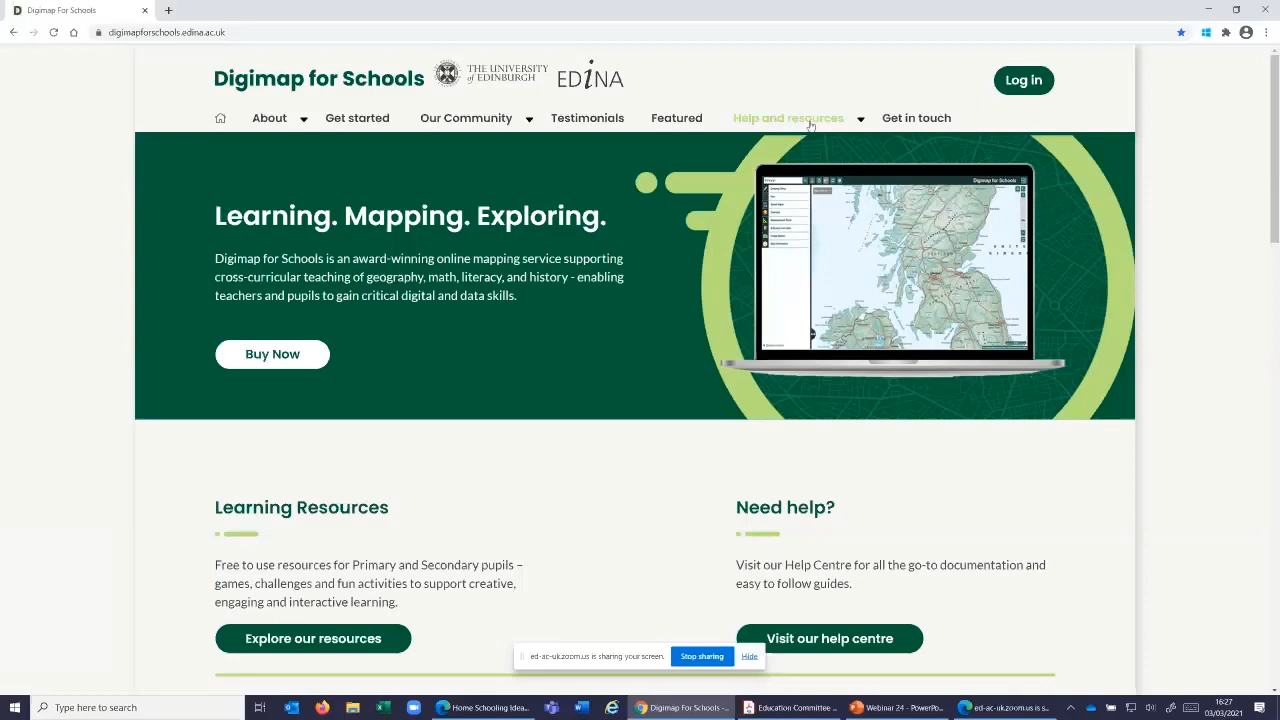 Digimap For Schools
digimapforschools.edina.ac.uk
Digimap for Schools
THE UNIVERSITY
of EDINBURGH
EDINA
Log in
About
Get started
Our Community
Testimonials
Featured
Help and resources
Get in touch
Learning. Mapping. Exploring.
Digimap for Schools is an award-winning online mapping service supporting
cross-curricular teaching of geography, math, literacy, and history - enabling
teachers and pupils to gain critical digital and data skills.
Buy Now
Digimap for Schools
Learning Resources
Free to use resources for Primary and Secondary pupils –
games, challenges and fun activities to support creative,
engaging and interactive learning.
Explore our resources
Need help?
Visit our Help Centre for all the go-to documentation and
easy to follow guides.
Visit our help centre
ed-ac-uk.zoom.us is sharing your screen.
Stop sharing
Hide
Type here to search
Home Schooling Idea...
Digimap For Schools -...
Education Committee ...
Webinar 24 - PowerPo...
ed-ac-uk.zoom.us is s...
16:27
03/03/2021